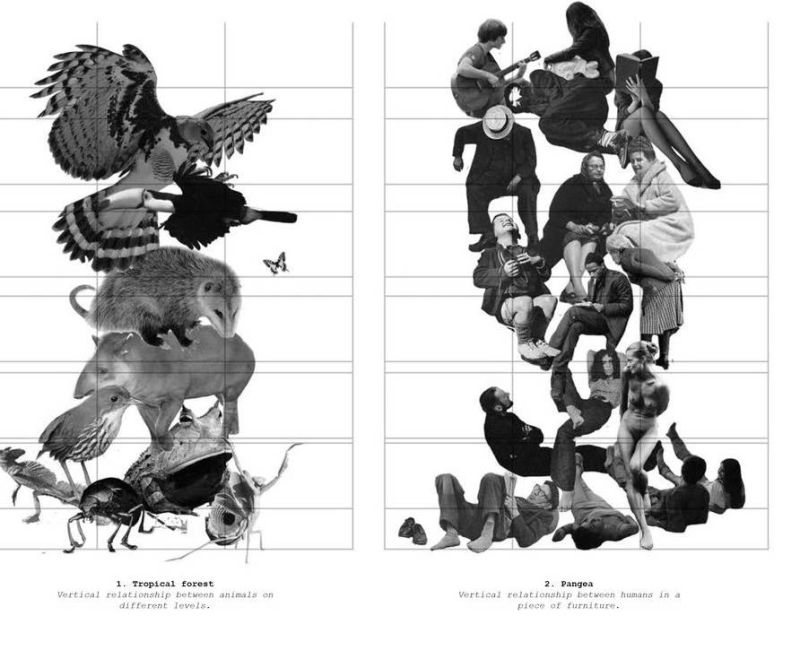 1. Tropical forest
Vertical relationship between animals on
different levels.
2. Pangea
Vertical relationship between humans in a
piece of furniture.